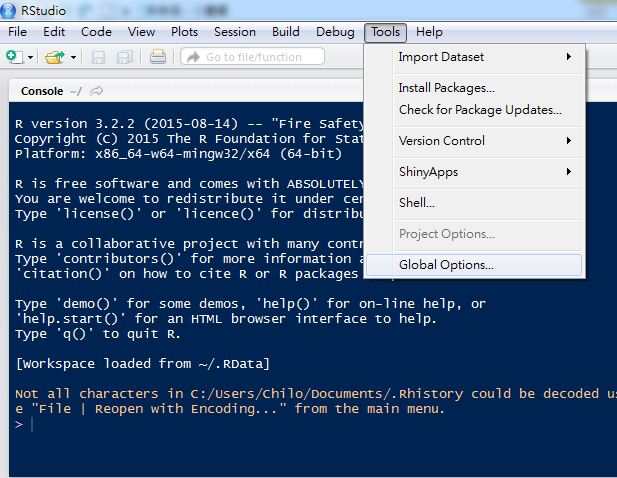 RStudio
File Edit Code View Plots Session Build Debug Tools Help
Go to file/function
Import Dataset
Install Packages...
Check for Package Updates...
Version Control
ShinyApps
Shell...
Project Options...
Global Options...
Console ~/
R version 3.2.2 (2015-08-14) -- "Fire Safety
Copyright (C) 2015 The R Foundation for Stat
Platform: x86_64-w64-mingw32/x64 (64-bit)
R is free software and comes with ABSOLUTELY
You are welcome to redistribute it under cer
Type 'license()' or 'licence()' for distribu
R is a collaborative project with many contr
Type 'contributors()' for more information a
'citation()' on how to cite R or R packages
Type 'demo()' for some demos, 'help()' for on-line help, or
'help.start()' for an HTML browser interface to help.
Type 'q()' to quit R.
[Workspace loaded from ~/.RData]
Not all characters in C:/Users/Chilo/Documents/.Rhistory could be decoded us
e "File | Reopen with Encoding..." from the main menu.
>